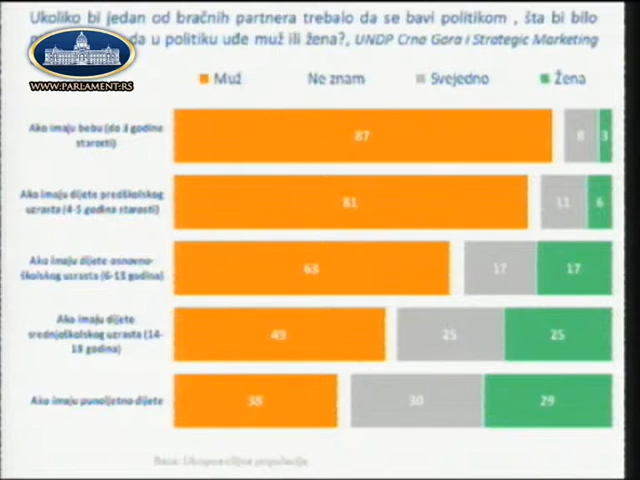 Ukoliko bi jedan od bračnih partnera trebalo da se bavi politikom , šta bi bilo
da u politiku uđe muž ili žena?, UNDP Crna Gora i Strategic Marketing
WWW.PARLAMENT.RS
Muž Ne znam Svejedno Žena
Ako imaju bebu (do 3 godine
starosti)
87 8 3
Ako imaju dijete predškolskog
uzrasta (4-5 godina starosti)
81 11 6
Ako imaju dijete osnovno-
školskog uzrasta (6-13 godina)
63 17 17
Ako imaju dijete
srednjoškolskog uzrasta (14-
18 godina)
49 25 25
Ako imaju punoljetno dijete
38 30 29
Baza: Ukupna ciljna populacija